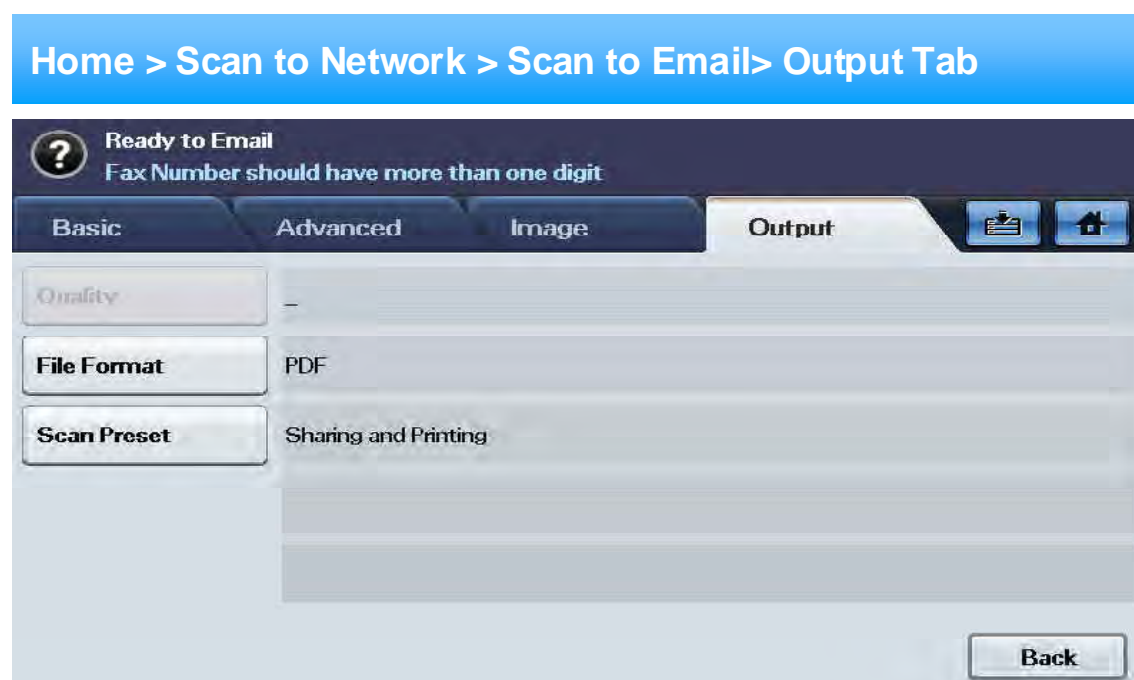 Home > Scan to Network > Scan to Email> Output Tab
Ready to Email
Fax Number should have more than one digit
Basic Advanced Image Output
Quality –
File Format PDF
Scan Preset Sharing and Printing
Back